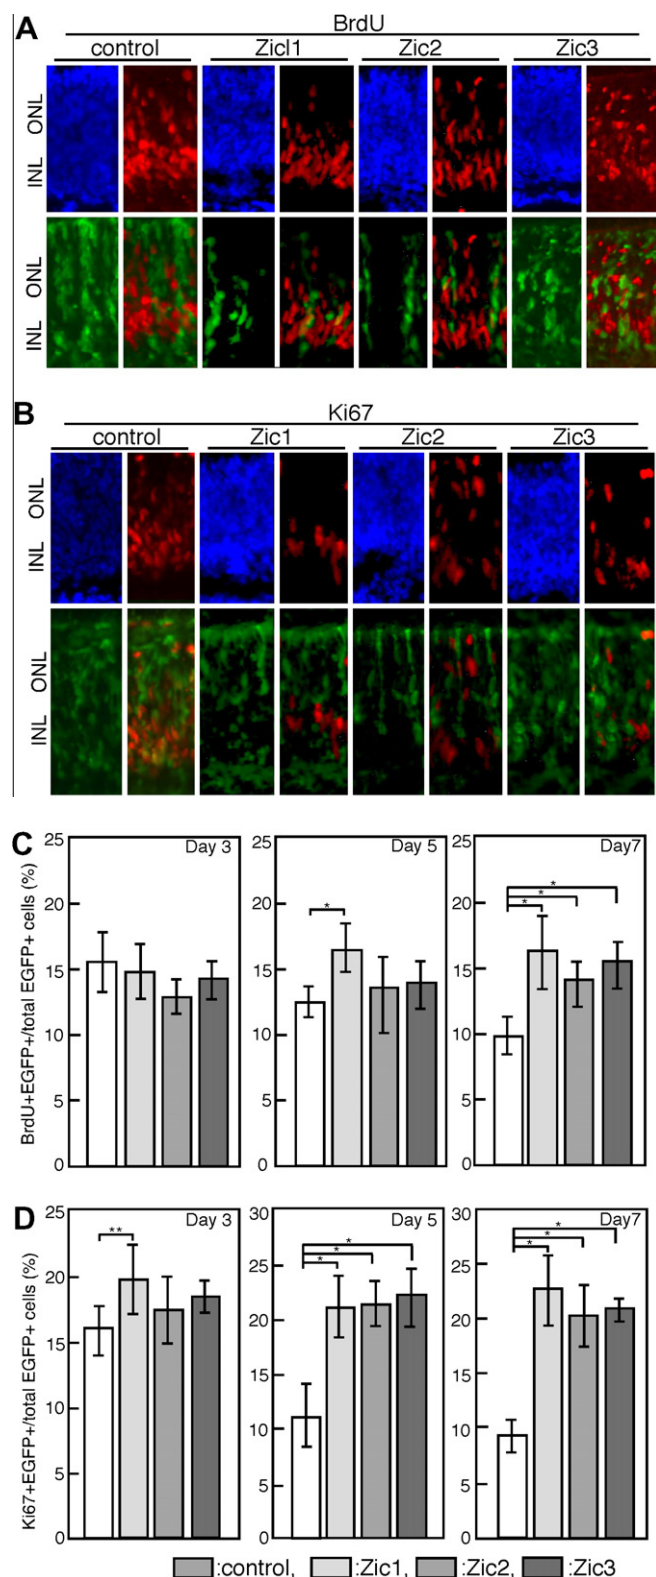 A BrdU
control Zicl1 Zic2 Zic3
ONL
INL
ONL
INL
B Ki67
control Zic1 Zic2 Zic3
ONL
INL
ONL
INL
C
BrdU+EGFP+/total EGFP+ cells (%)
25
20
15
10
5
0
Day 3
*
25
20
15
10
5
0
Day 5
*
*
*
25
20
15
10
5
0
Day7
D
Ki67+EGFP+/total EGFP+ cells (%)
25
20
15
10
5
0
Day 3
**
30
25
20
15
10
5
0
Day 5
*
*
*
30
25
20
15
10
5
0
Day7
*
*
*
:control, :Zic1, :Zic2, :Zic3